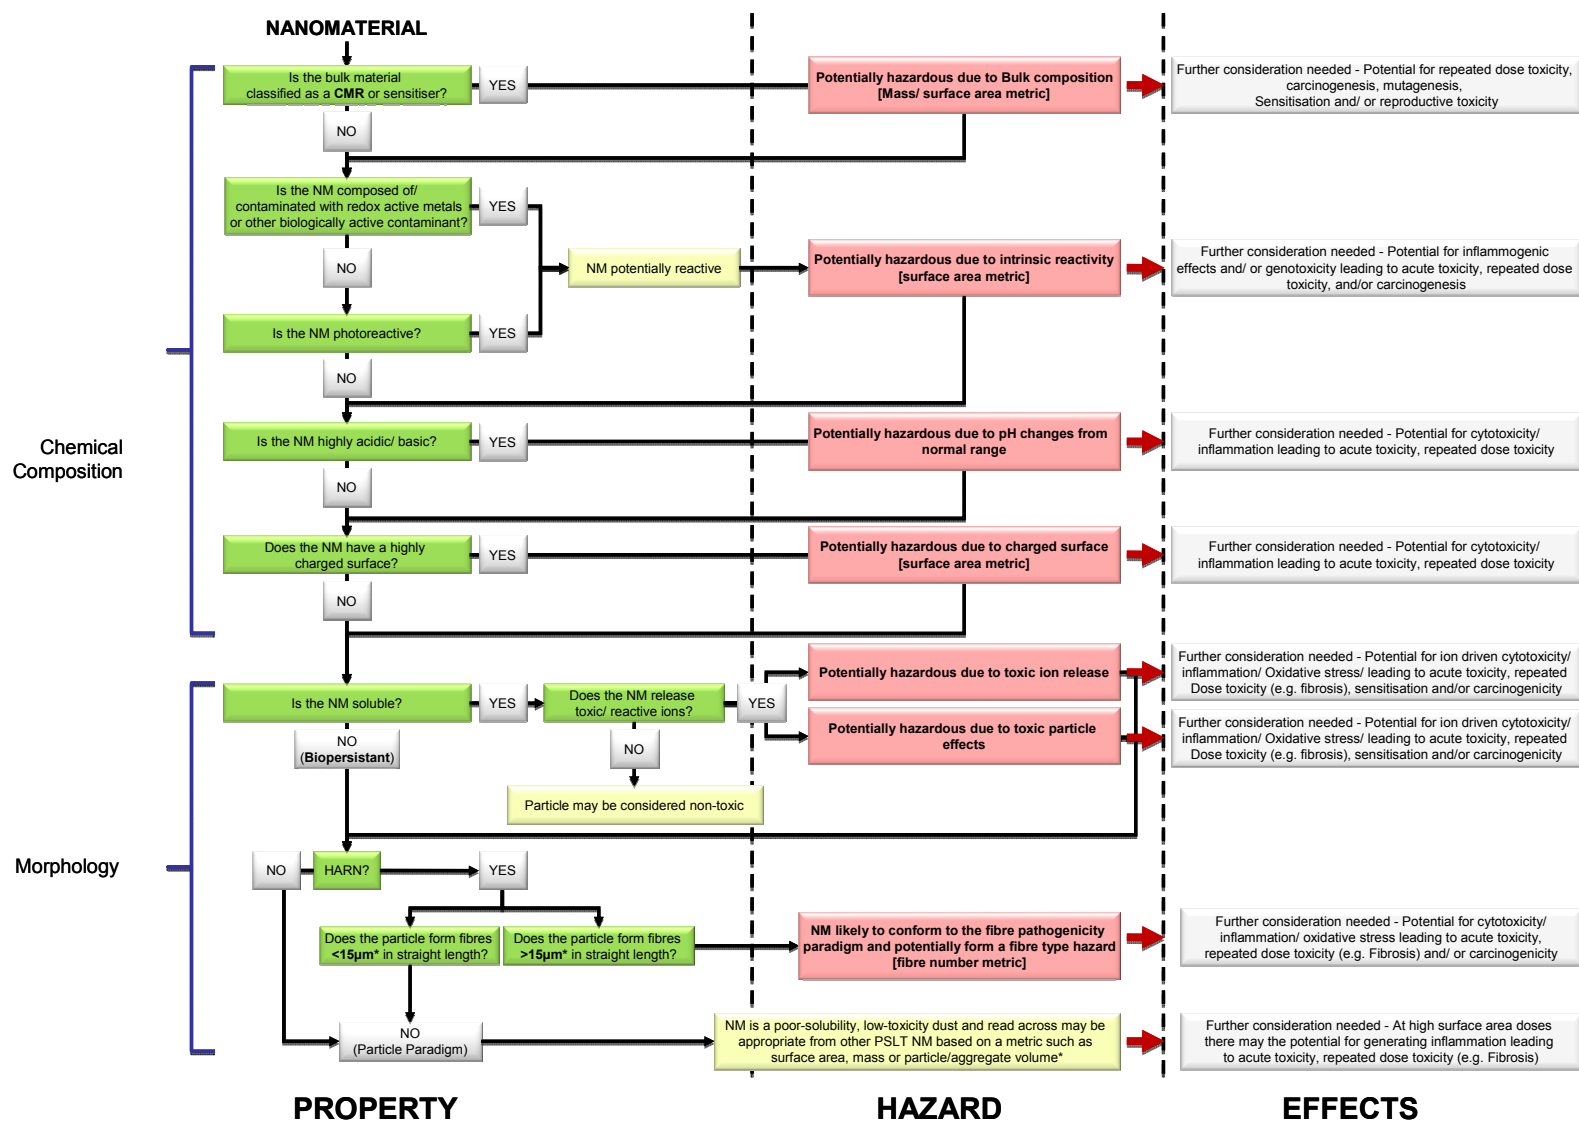 NANOMATERIAL
Is the bulk material
classified as a CMR or sensitiser?
YES
Potentially hazardous due to Bulk composition
[Mass/ surface area metric]
Further consideration needed - Potential for repeated dose toxicity,
carcinogenesis, mutagenesis,
Sensitisation and/ or reproductive toxicity
NO
Is the NM composed of/
contaminated with redox active metals
or other biologically active contaminant?
YES
NO
NM potentially reactive
Potentially hazardous due to intrinsic reactivity
[surface area metric]
Further consideration needed - Potential for inflammogenic
effects and/ or genotoxicity leading to acute toxicity, repeated dose
toxicity, and/or carcinogenesis
Is the NM photoreactive?
YES
NO
Chemical
Composition
Is the NM highly acidic/ basic?
YES
Potentially hazardous due to pH changes from
normal range
Further consideration needed - Potential for cytotoxicity/
inflammation leading to acute toxicity, repeated dose toxicity
NO
Does the NM have a highly
charged surface?
YES
Potentially hazardous due to charged surface
[surface area metric]
Further consideration needed - Potential for cytotoxicity/
inflammation leading to acute toxicity, repeated dose toxicity
NO
Is the NM soluble?
YES
Does the NM release
toxic/ reactive ions?
YES
Potentially hazardous due to toxic ion release
Further consideration needed - Potential for ion driven cytotoxicity/
inflammation/ Oxidative stress/ leading to acute toxicity, repeated
Dose toxicity (e.g. fibrosis), sensitisation and/or carcinogenicity
Potentially hazardous due to toxic particle
effects
Further consideration needed - Potential for ion driven cytotoxicity/
inflammation/ Oxidative stress/ leading to acute toxicity, repeated
Dose toxicity (e.g. fibrosis), sensitisation and/or carcinogenicity
NO
(Biopersistant)
NO
Particle may be considered non-toxic
Morphology
NO
HARN?
YES
Does the particle form fibres
<15µm* in straight length?
Does the particle form fibres
>15µm* in straight length?
NM likely to conform to the fibre pathogenicity
paradigm and potentially form a fibre type hazard
[fibre number metric]
Further consideration needed - Potential for cytotoxicity/
inflammation/ oxidative stress leading to acute toxicity,
repeated dose toxicity (e.g. Fibrosis) and/ or carcinogenicity
NO
(Particle Paradigm)
NM is a poor-solubility, low-toxicity dust and read across may be
appropriate from other PSLT NM based on a metric such as
surface area, mass or particle/aggregate volume*
Further consideration needed - At high surface area doses
there may the potential for generating inflammation leading
to acute toxicity, repeated dose toxicity (e.g. Fibrosis)
PROPERTY
HAZARD
EFFECTS